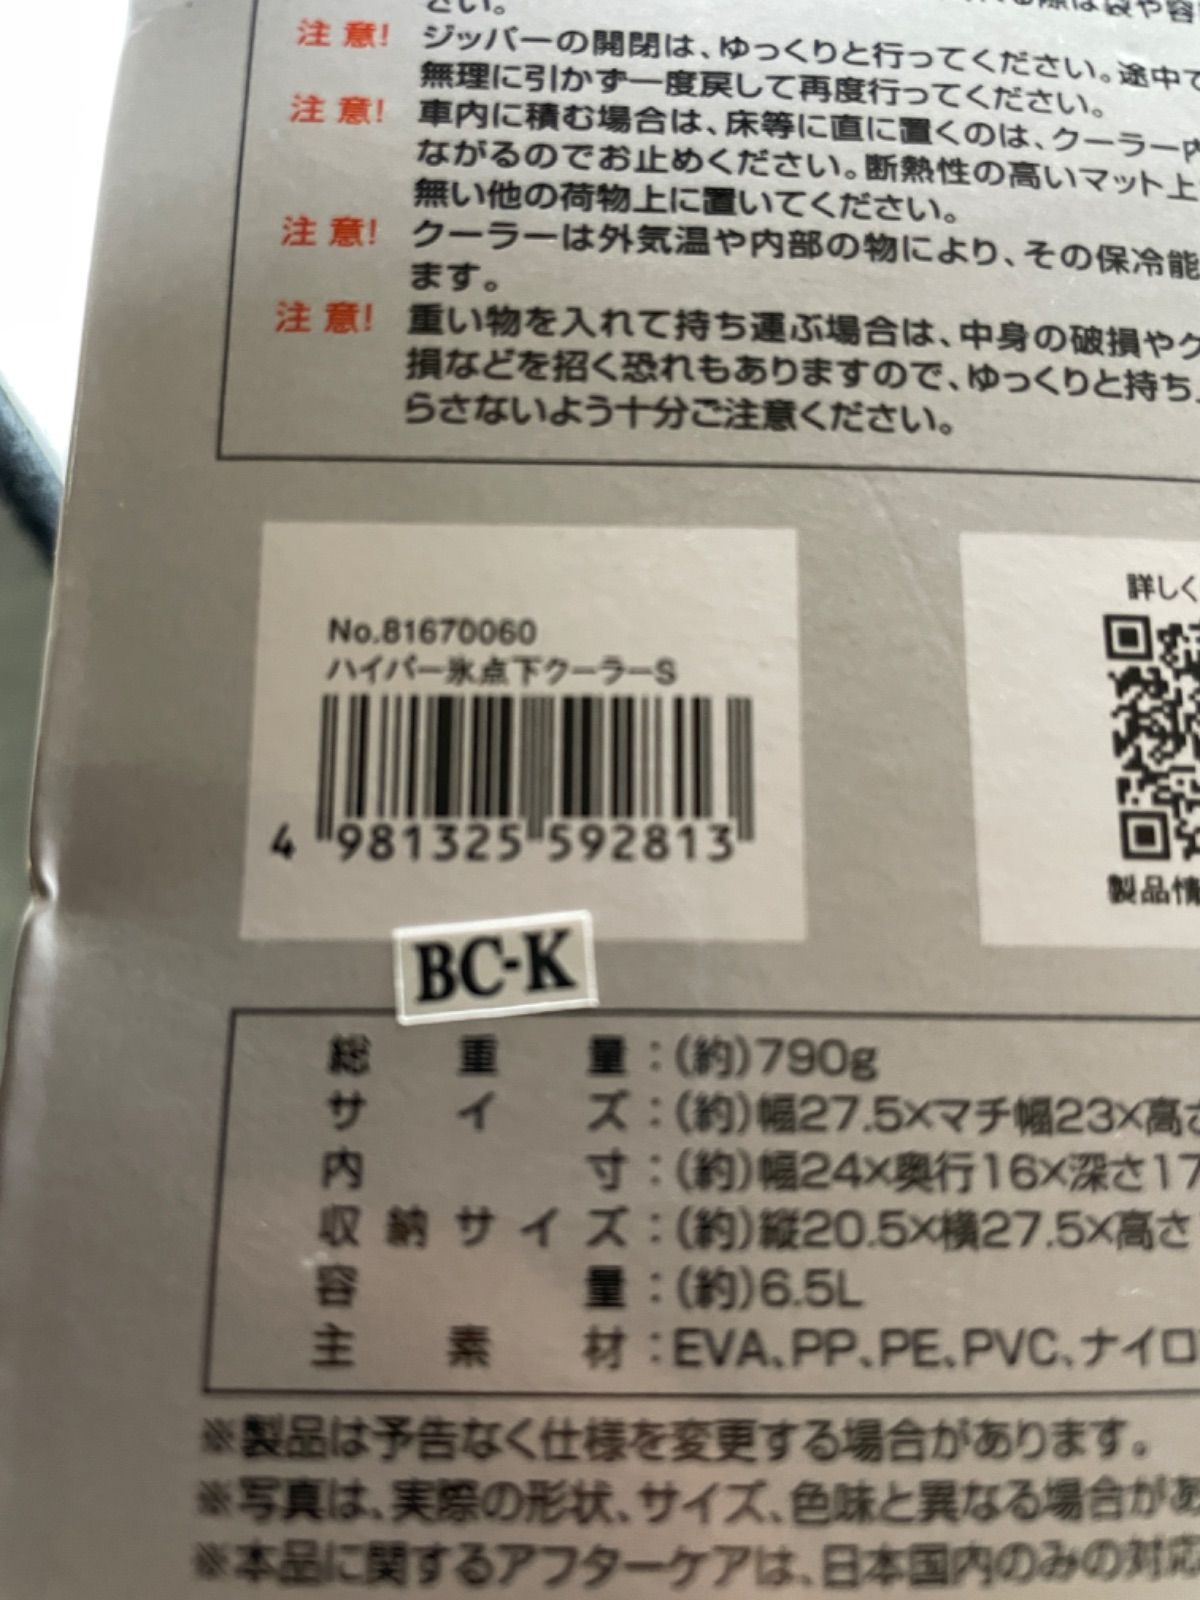 さい。
注意! ジッパーの開閉は、ゆっくりと行ってください。途中で
無理に引かず一度戻して再度行ってください。
注意! 車内に積む場合は、床等に直に置くのは、クーラー内
ながるのでお止めください。断熱性の高いマット上
無い他の荷物上に置いてください。
注意! クーラーは外気温や内部の物により、その保冷能
ます。
注意! 重い物を入れて持ち運ぶ場合は、中身の破損やク
損などを招く恐れもありますので、ゆっくりと持ち
らさないよう十分ご注意ください。
No.81670060
ハイパー氷点下クーラーS
4 981325 592813
詳しく
製品情
BC-K
総重量：(約)790g
サイズ：(約)幅27.5×マチ幅23×高さ
内寸：(約)幅24×奥行16×深さ17
収納サイズ：(約)縦20.5×横27.5×高さ
容量：(約)6.5L
主素材：EVA、PP、PE、PVC、ナイロ
※製品は予告なく仕様を変更する場合があります。
※写真は、実際の形状、サイズ、色味と異なる場合があ
※本品に関するアフターケアは、日本国内のみの対応